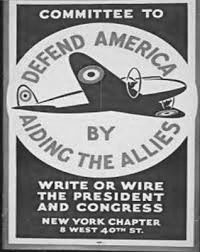 COMMITTEE TO
DEFEND AMERICA
BY
AIDING THE ALLIES
WRITE OR WIRE
THE PRESIDENT
AND CONGRESS
NEW YORK CHAPTER
8 WEST 40TH ST.